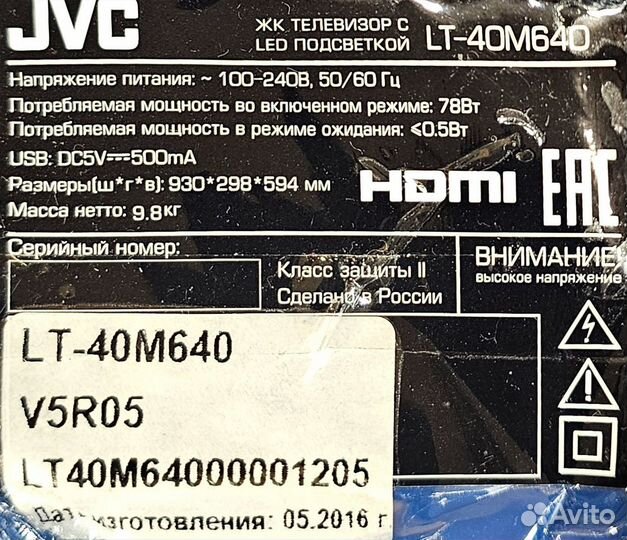 JVC
ЖК ТЕЛЕВИЗОР С
LED ПОДСВЕТКОЙ LT-40M640
Напряжение питания: ~ 100-240В, 50/60 Гц
Потребляемая мощность во включенном режиме: 78Вт
Потребляемая мощность в режиме ожидания: ≤0.5Вт
USB: DC5V⎓500mA
Размеры(ш*г*в): 930*298*594 мм
Масса нетто: 9.8кг
HDMI
EAC
Серийный номер:
Класс защиты II
Сделано в России
ВНИМАНИЕ!
высокое напряжение
LT-40M640
V5R05
LT40M64000001205
Дата изготовления: 05.2016 г.
Avito